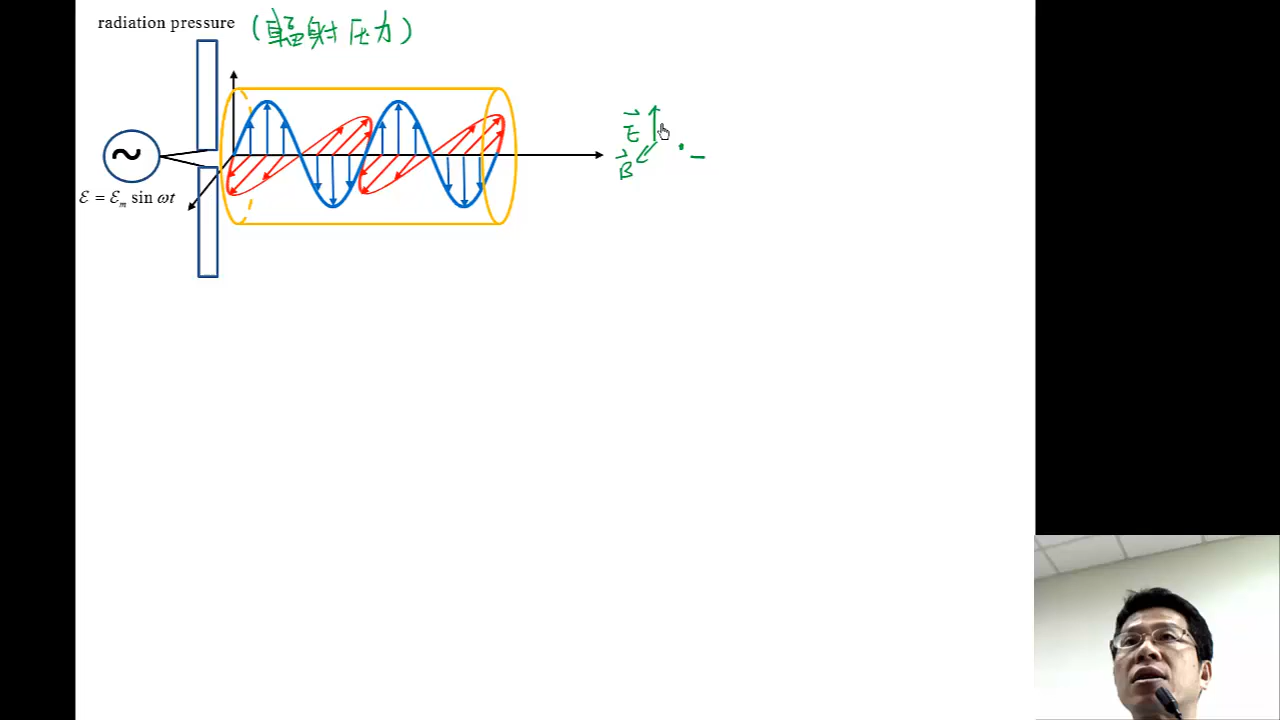 radiation pressure (輻射压力)
~
ℰ = ℰₘ sin ωt
E⃗
B⃗